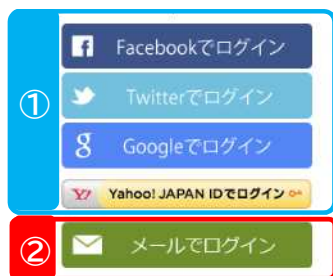 ①
Facebookでログイン
Twitterでログイン
Googleでログイン
Yahoo! JAPAN IDでログイン
②
メールでログイン